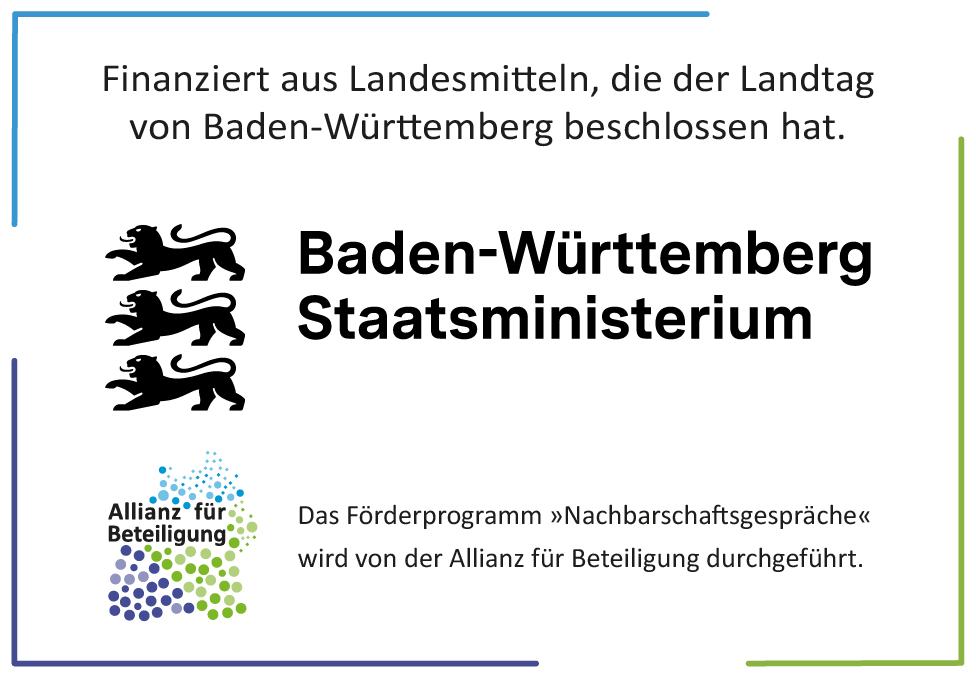 Finanziert aus Landesmitteln, die der Landtag
von Baden-Württemberg beschlossen hat.
Baden-Württemberg
Staatsministerium
Allianz für
Beteiligung
Das Förderprogramm »Nachbarschaftsgespräche«
wird von der Allianz für Beteiligung durchgeführt.